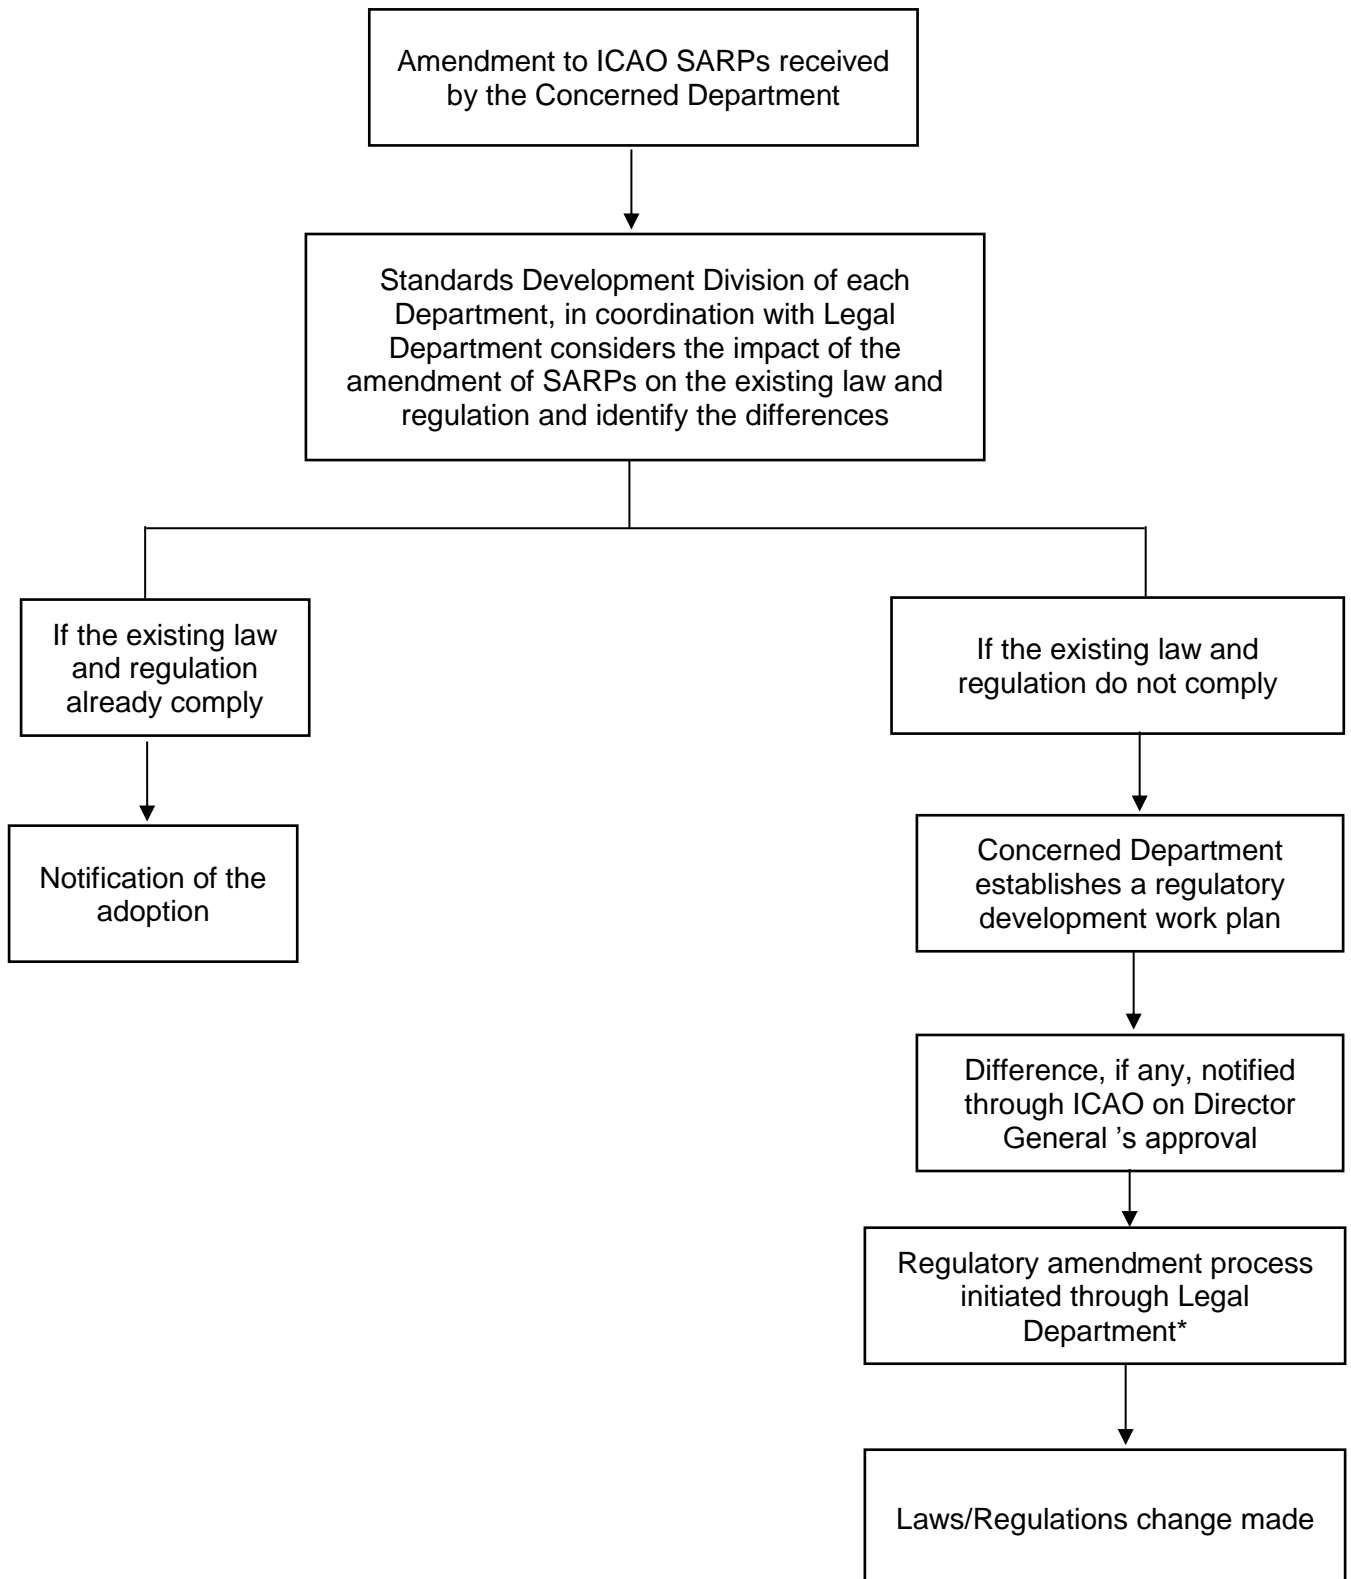 Amendment to ICAO SARPs received
by the Concerned Department
Standards Development Division of each
Department, in coordination with Legal
Department considers the impact of the
amendment of SARPs on the existing law and
regulation and identify the differences
If the existing law
and regulation
already comply
If the existing law and
regulation do not comply
Notification of the
adoption
Concerned Department
establishes a regulatory
development work plan
Difference, if any, notified
through ICAO on Director
General 's approval
Regulatory amendment process
initiated through Legal
Department*
Laws/Regulations change made